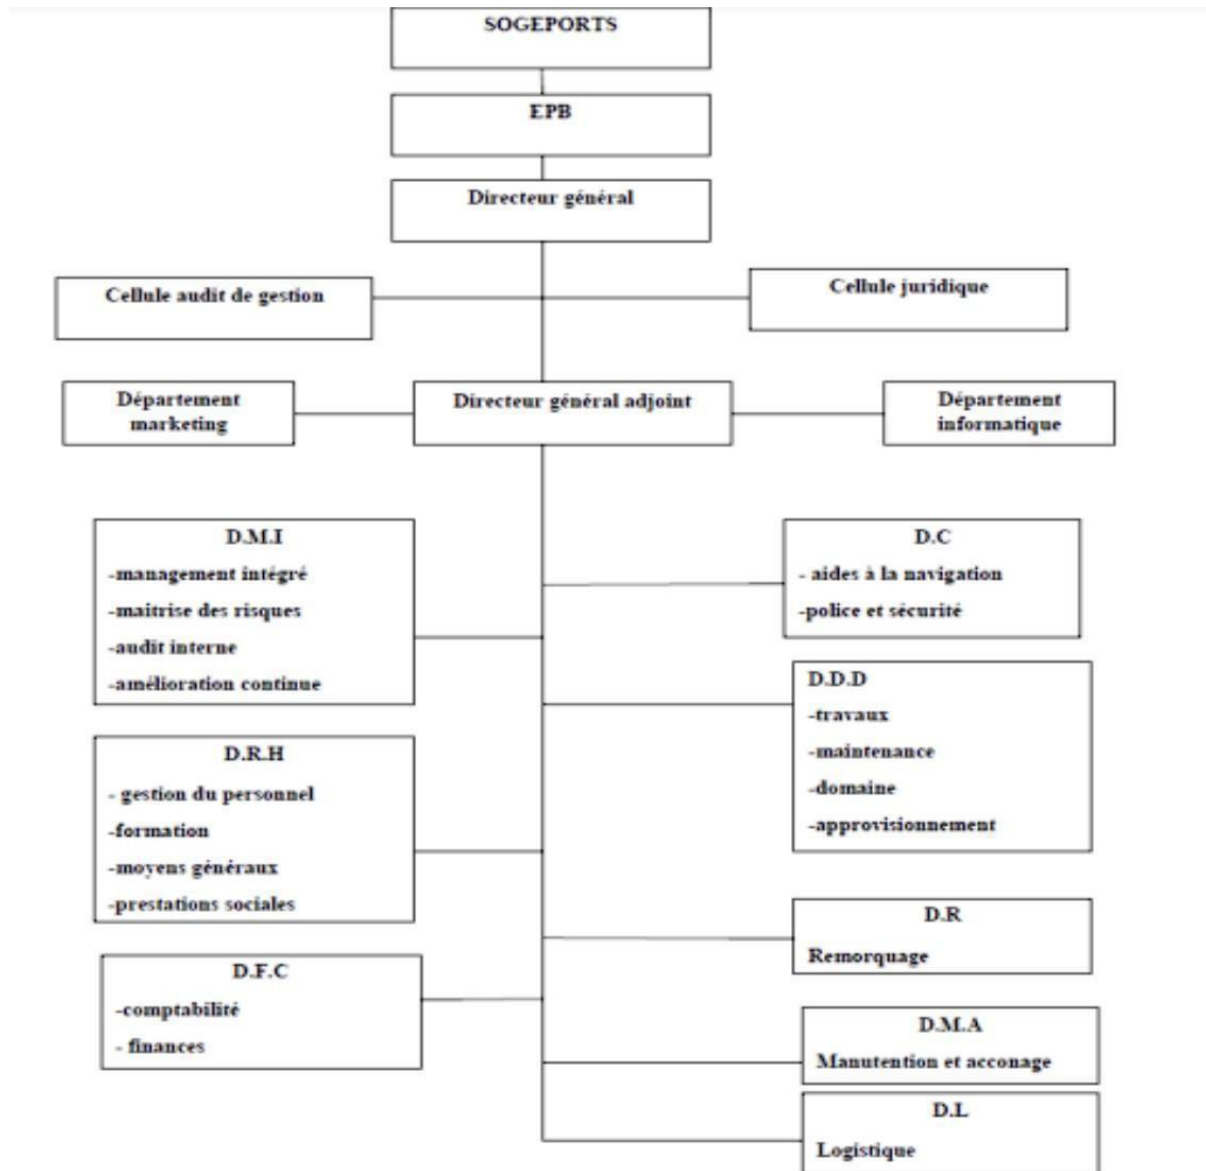 SOGEPORTS
EPB
Directeur général
Cellule audit de gestion
Cellule juridique
Département
marketing
Directeur général adjoint
Département
informatique
D.M.I
-management intégré
-maitrise des risques
-audit interne
-amélioration continue
D.C
- aides à la navigation
-police et sécurité
D.D.D
-travaux
-maintenance
-domaine
-approvisionnement
D.R.H
- gestion du personnel
-formation
-moyens généraux
-prestations sociales
D.R
Remorquage
D.F.C
-comptabilité
- finances
D.M.A
Manutention et acconage
D.L
Logistique